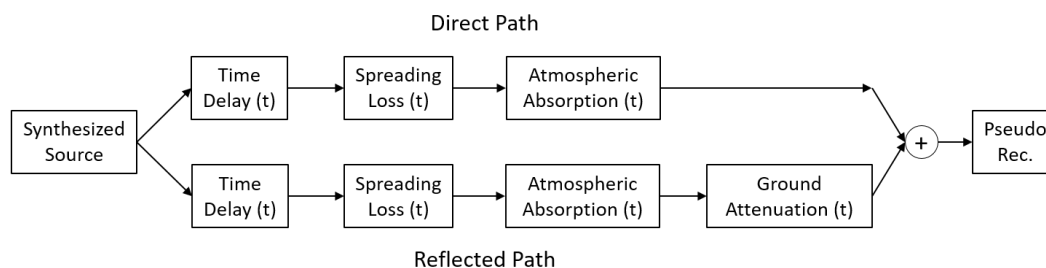 Direct Path
Synthesized
Source
Time
Delay (t)
Spreading
Loss (t)
Atmospheric
Absorption (t)
Time
Delay (t)
Spreading
Loss (t)
Atmospheric
Absorption (t)
Ground
Attenuation (t)
+
Pseudo
Rec.
Reflected Path